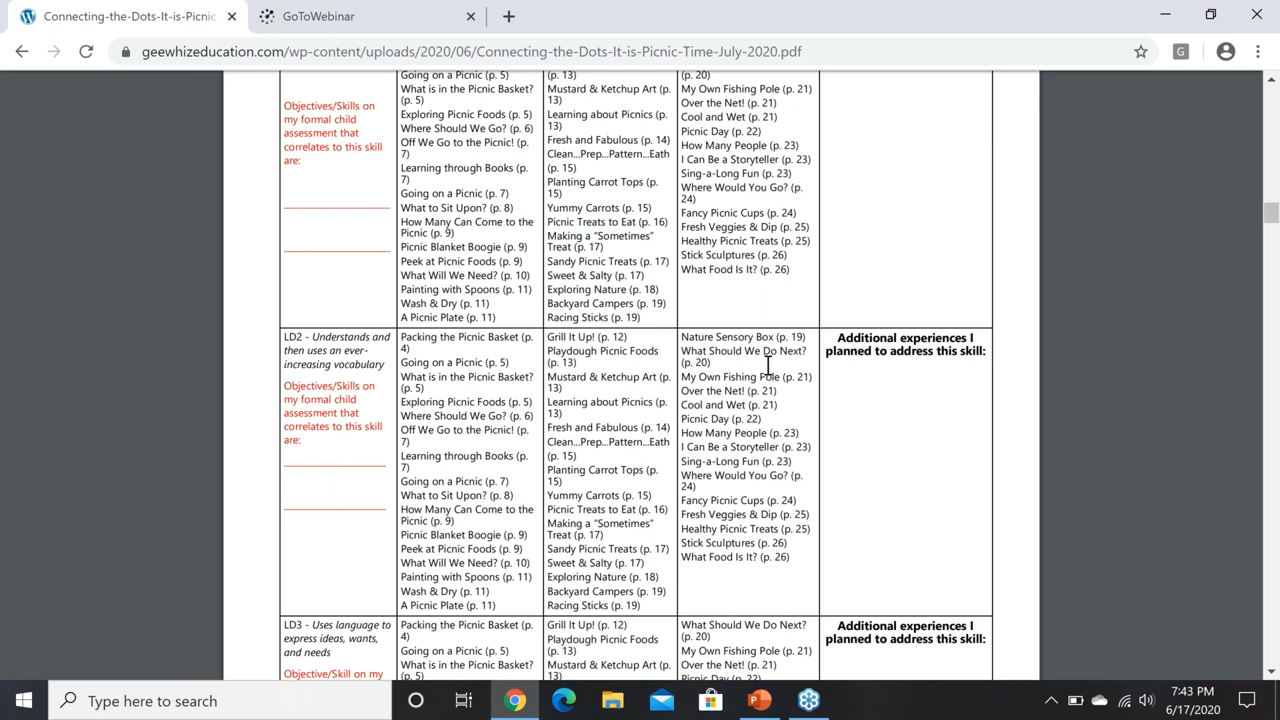 Connecting-the-Dots-It-is-Picnic
GoToWebinar
geewhizeducation.com/wp-content/uploads/2020/06/Connecting-the-Dots-It-is-Picnic-Time-July-2020.pdf
G
Objectives/Skills on
my formal child
assessment that
correlates to this skill
are:
Going on a Picnic (p. 5)
What is in the Picnic Basket?
(p. 5)
Exploring Picnic Foods (p. 5)
Where Should We Go? (p. 6)
Off We Go to the Picnic! (p.
7)
Learning through Books (p.
7)
Going on a Picnic (p. 7)
What to Sit Upon? (p. 8)
How Many Can Come to the
Picnic (p. 9)
Picnic Blanket Boogie (p. 9)
Peek at Picnic Foods (p. 9)
What Will We Need? (p. 10)
Painting with Spoons (p. 11)
Wash & Dry (p. 11)
A Picnic Plate (p. 11)
(p. 13)
Mustard & Ketchup Art (p.
13)
Learning about Picnics (p.
13)
Fresh and Fabulous (p. 14)
Clean...Prep...Pattern...Eath
(p. 15)
Planting Carrot Tops (p.
15)
Yummy Carrots (p. 15)
Picnic Treats to Eat (p. 16)
Making a “Sometimes”
Treat (p. 17)
Sandy Picnic Treats (p. 17)
Sweet & Salty (p. 17)
Exploring Nature (p. 18)
Backyard Campers (p. 19)
Racing Sticks (p. 19)
(p. 20)
My Own Fishing Pole (p. 21)
Over the Net! (p. 21)
Cool and Wet (p. 21)
Picnic Day (p. 22)
How Many People (p. 23)
I Can Be a Storyteller (p. 23)
Sing-a-Long Fun (p. 23)
Where Would You Go? (p.
24)
Fancy Picnic Cups (p. 24)
Fresh Veggies & Dip (p. 25)
Healthy Picnic Treats (p. 25)
Stick Sculptures (p. 26)
What Food Is It? (p. 26)
LD2 - Understands and
then uses an ever-
increasing vocabulary
Objectives/Skills on
my formal child
assessment that
correlates to this skill
are:
Packing the Picnic Basket (p.
4)
Going on a Picnic (p. 5)
What is in the Picnic Basket?
(p. 5)
Exploring Picnic Foods (p. 5)
Where Should We Go? (p. 6)
Off We Go to the Picnic! (p.
7)
Learning through Books (p.
7)
Going on a Picnic (p. 7)
What to Sit Upon? (p. 8)
How Many Can Come to the
Picnic (p. 9)
Picnic Blanket Boogie (p. 9)
Peek at Picnic Foods (p. 9)
What Will We Need? (p. 10)
Painting with Spoons (p. 11)
Wash & Dry (p. 11)
A Picnic Plate (p. 11)
Grill It Up! (p. 12)
Playdough Picnic Foods
(p. 13)
Mustard & Ketchup Art (p.
13)
Learning about Picnics (p.
13)
Fresh and Fabulous (p. 14)
Clean...Prep...Pattern...Eath
(p. 15)
Planting Carrot Tops (p.
15)
Yummy Carrots (p. 15)
Picnic Treats to Eat (p. 16)
Making a “Sometimes”
Treat (p. 17)
Sandy Picnic Treats (p. 17)
Sweet & Salty (p. 17)
Exploring Nature (p. 18)
Backyard Campers (p. 19)
Racing Sticks (p. 19)
Nature Sensory Box (p. 19)
What Should We Do Next?
(p. 20)
My Own Fishing Pole (p. 21)
Over the Net! (p. 21)
Cool and Wet (p. 21)
Picnic Day (p. 22)
How Many People (p. 23)
I Can Be a Storyteller (p. 23)
Sing-a-Long Fun (p. 23)
Where Would You Go? (p.
24)
Fancy Picnic Cups (p. 24)
Fresh Veggies & Dip (p. 25)
Healthy Picnic Treats (p. 25)
Stick Sculptures (p. 26)
What Food Is It? (p. 26)
Additional experiences I
planned to address this skill:
LD3 - Uses language to
express ideas, wants,
and needs
Objective/Skill on my
Packing the Picnic Basket (p.
4)
Going on a Picnic (p. 5)
What is in the Picnic Basket?
(p. 5)
Grill It Up! (p. 12)
Playdough Picnic Foods
(p. 13)
Mustard & Ketchup Art (p.
13)
What Should We Do Next?
(p. 20)
My Own Fishing Pole (p. 21)
Over the Net! (p. 21)
Picnic Day (p. 22)
Additional experiences I
planned to address this skill:
Type here to search
7:43 PM
6/17/2020